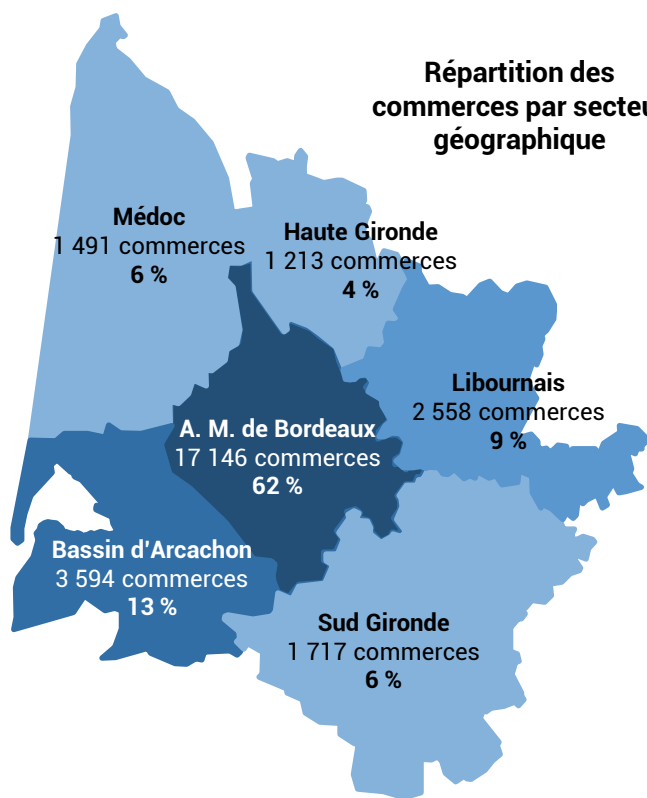 Répartition des
commerces par secteu
géographique
Médoc
1 491 commerces
6 %
Haute Gironde
1 213 commerces
4 %
Libournais
2 558 commerces
9 %
A. M. de Bordeaux
17 146 commerces
62 %
Bassin d'Arcachon
3 594 commerces
13 %
Sud Gironde
1 717 commerces
6 %